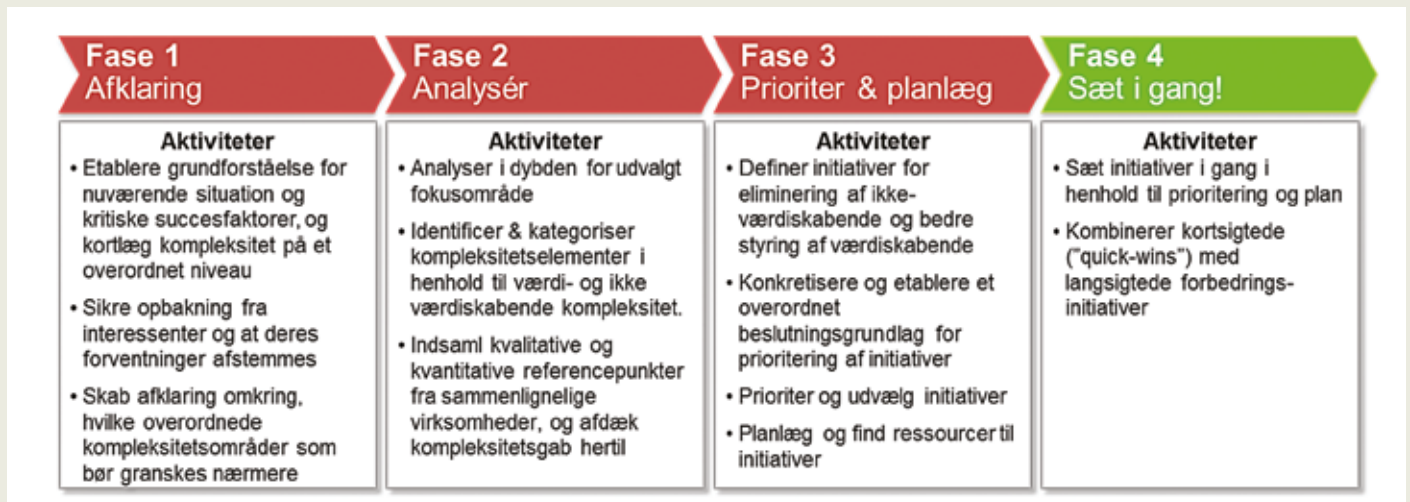 Fase 1
Afklaring
Aktiviteter
• Etablere grundforståelse for
nuværende situation og
kritiske succesfaktorer, og
kortlæg kompleksitet på et
overordnet niveau
• Sikre opbakning fra
interessenter og at deres
forventninger afstemmes
• Skab afklaring omkring,
hvilke overordnede
kompleksitetsområder som
bør granskes nærmere
Fase 2
Analysér
Aktiviteter
• Analyser i dybden for udvalgt
fokusområde
• Identificer & kategoriser
kompleksitetselementer i
henhold til værdi- og ikke
værdiskabende kompleksitet.
• Indsaml kvalitative og
kvantitative referencepunkter
fra sammenlignelige
virksomheder, og afdæk
kompleksitetsgab hertil
Fase 3
Prioriter & planlæg
Aktiviteter
• Definer initiativer for
eliminering af ikke-
værdiskabende og bedre
styring af værdiskabende
• Konkretisere og etablere et
overordnet
beslutningsgrundlag for
prioritering af initiativer
• Prioriter og udvælg initiativer
• Planlæg og find ressourcer til
initiativer
Fase 4
Sæt i gang!
Aktiviteter
• Sæt initiativer i gang i
henhold til prioritering og plan
• Kombinerer kortsigtede
("quick-wins") med
langsigtede forbedrings-
initiativer